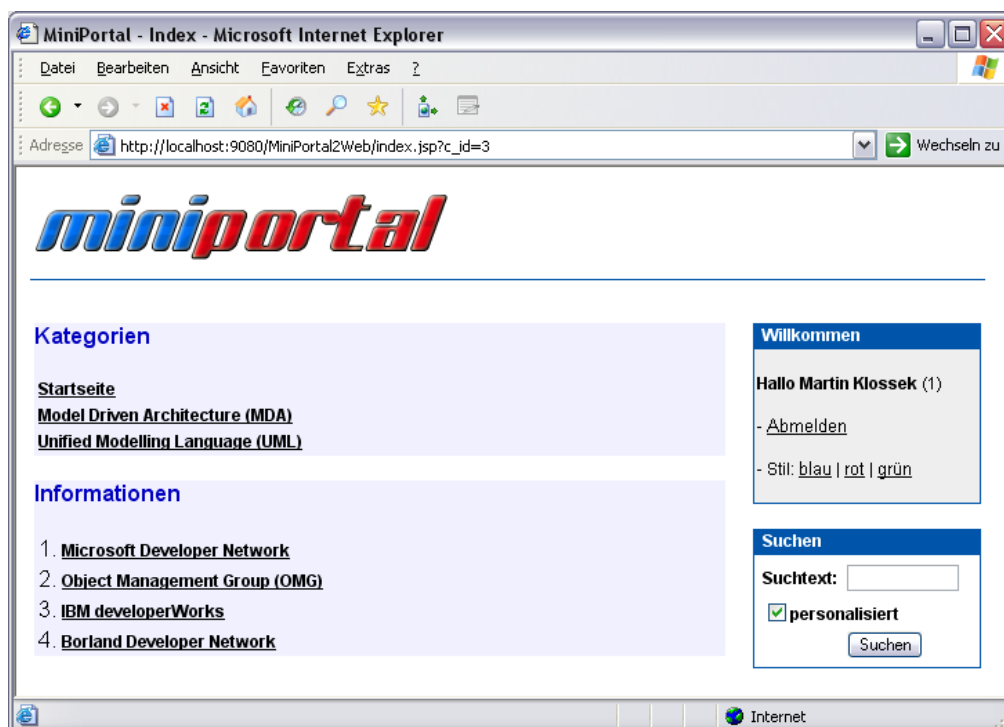 MiniPortal - Index - Microsoft Internet Explorer
Datei Bearbeiten Ansicht Favoriten Extras ?
Adresse http://localhost:9080/MiniPortal2Web/index.jsp?c_id=3 Wechseln zu
miniportal
Kategorien
Startseite
Model Driven Architecture (MDA)
Unified Modelling Language (UML)
Informationen
1. Microsoft Developer Network
2. Object Management Group (OMG)
3. IBM developerWorks
4. Borland Developer Network
Willkommen
Hallo Martin Klossek (1)
- Abmelden
- Stil: blau | rot | grün
Suchen
Suchtext:
personalisiert
Suchen
Internet